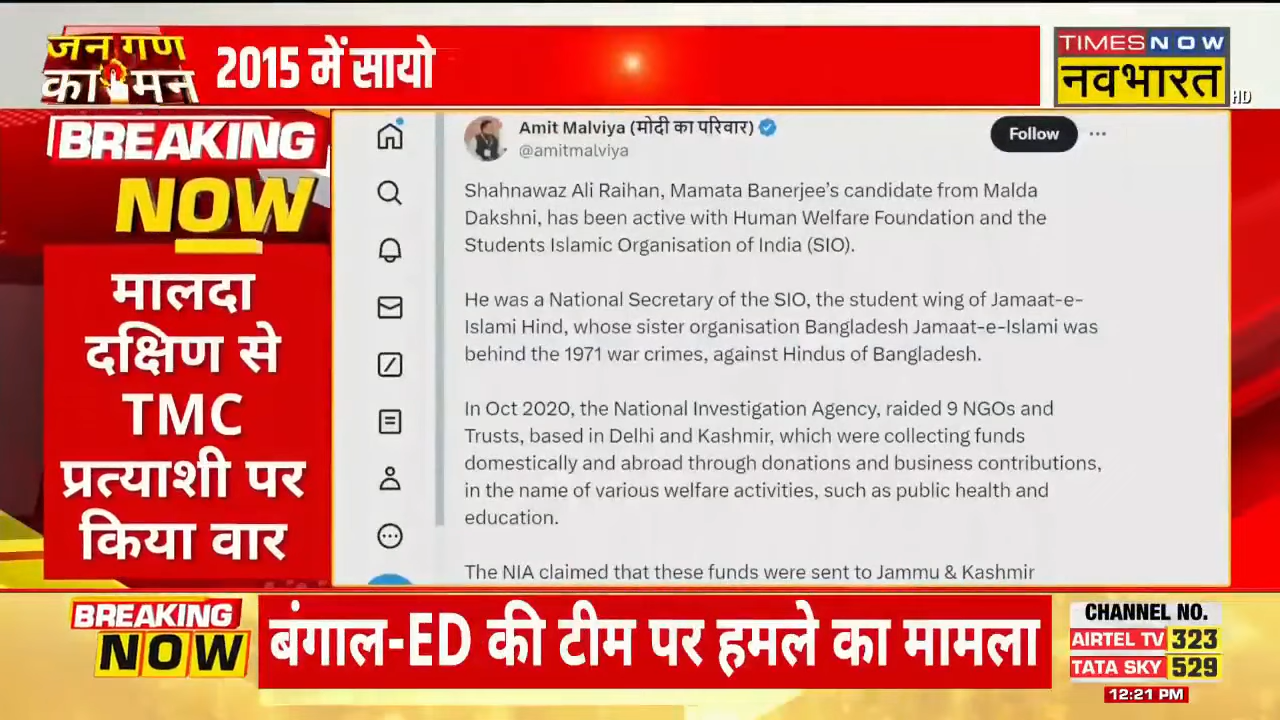 जन गण
का मन
2015 में सायो
TIMES NOW
नवभारत
HD
BREAKING
NOW
मालदा
दक्षिण से
TMC
प्रत्याशी पर
किया वार
Amit Malviya (मोदी का परिवार)
@amitmalviya
Follow
Shahnawaz Ali Raihan, Mamata Banerjee's candidate from Malda
Dakshni, has been active with Human Welfare Foundation and the
Students Islamic Organisation of India (SIO).
He was a National Secretary of the SIO, the student wing of Jamaat-e-
Islami Hind, whose sister organisation Bangladesh Jamaat-e-Islami was
behind the 1971 war crimes, against Hindus of Bangladesh.
In Oct 2020, the National Investigation Agency, raided 9 NGOs and
Trusts, based in Delhi and Kashmir, which were collecting funds
domestically and abroad through donations and business contributions,
in the name of various welfare activities, such as public health and
education.
The NIA claimed that these funds were sent to Jammu & Kashmir
BREAKING
NOW
बंगाल-ED की टीम पर हमले का मामला
CHANNEL NO.
AIRTEL TV 323
TATA SKY 529
12:21 PM